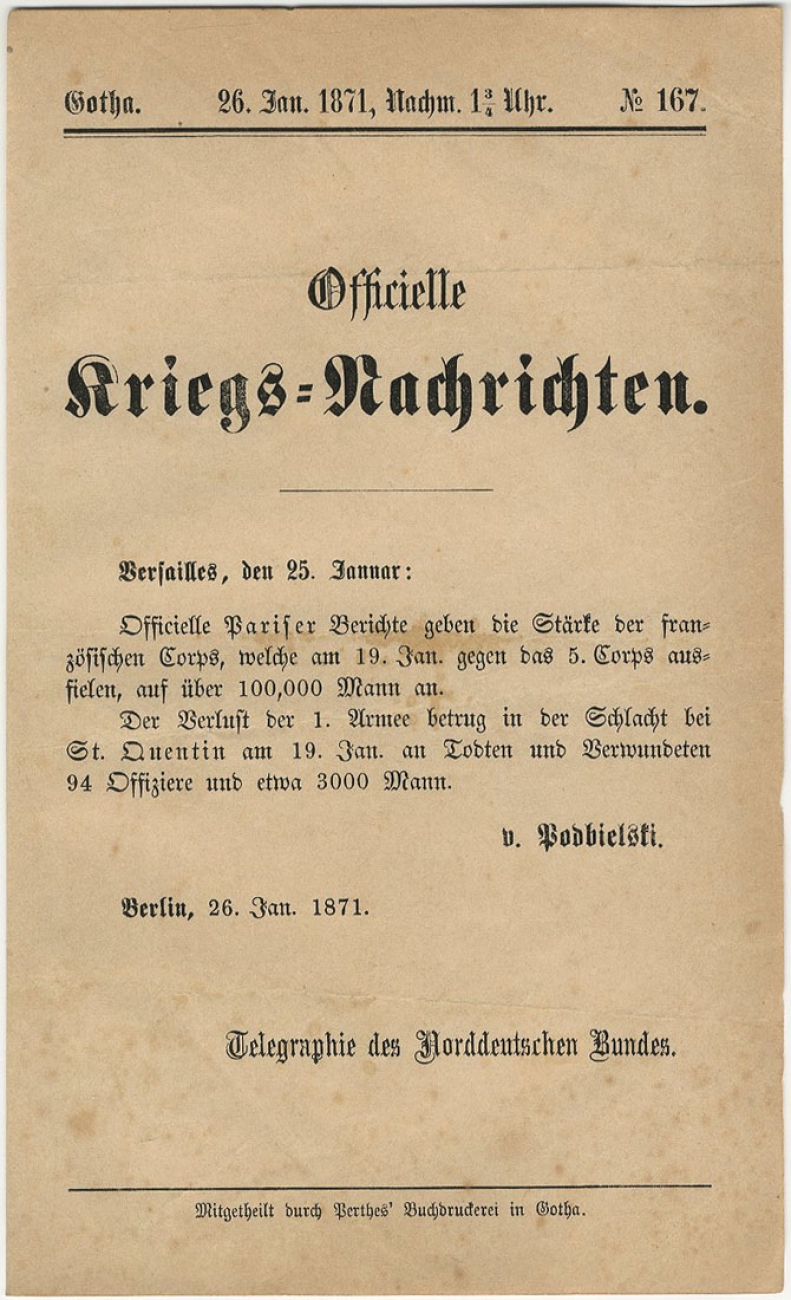 Gotha. 26. Jan. 1871, Nachm. 1¾ Uhr. № 167.
Officielle
Kriegs-Nachrichten.
Versailles, den 25. Januar:
Officielle Pariser Berichte geben die Stärke der fran-
zösischen Corps, welche am 19. Jan. gegen das 5. Corps aus-
fielen, auf über 100,000 Mann an.
Der Verlust der 1. Armee betrug in der Schlacht bei
St. Quentin am 19. Jan. an Todten und Verwundeten
94 Offiziere und etwa 3000 Mann.
v. Podbielski.
Berlin, 26. Jan. 1871.
Telegraphie des Norddeutschen Bundes.
Mitgetheilt durch Perthes' Buchdruckerei in Gotha.